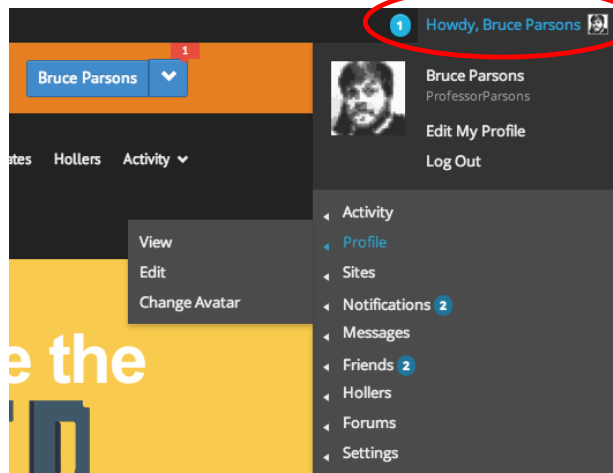 1 Howdy, Bruce Parsons
1
Bruce Parsons
Bruce Parsons
ProfessorParsons
Edit My Profile
Log Out
Hollers Activity
Activity
Profile
Sites
Notifications 2
Messages
Friends 2
Hollers
Forums
Settings
View
Edit
Change Avatar
e the